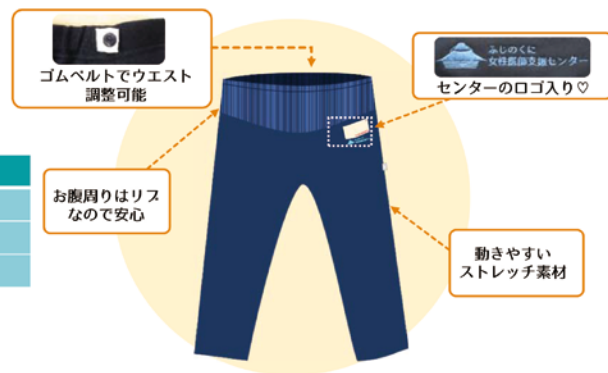 ゴムベルトでウエスト
調整可能
ふじのくに
女性医師支援センター
センターのロゴ入り♡
お腹周りはリブ
なので安心
動きやすい
ストレッチ素材